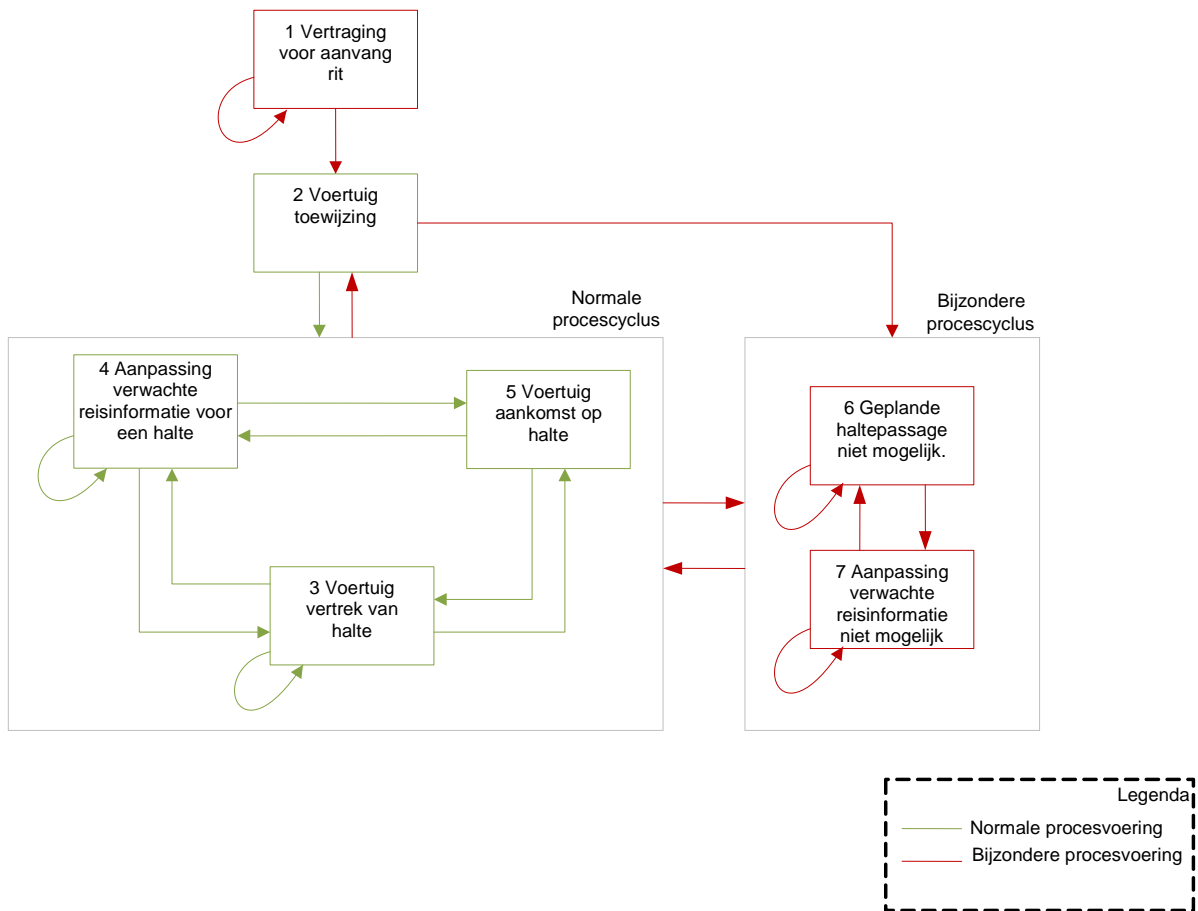 1 Vertraging
voor aanvang
rit
2 Voertuig
toewijzing
Normale
procescyclus
Bijzondere
procescyclus
4 Aanpassing
verwachte
reisinformatie voor
een halte
5 Voertuig
aankomst op
halte
6 Geplande
haltepassage
niet mogelijk.
3 Voertuig
vertrek van
halte
7 Aanpassing
verwachte
reisinformatie
niet mogelijk
Legenda
Normale procesvoering
Bijzondere procesvoering